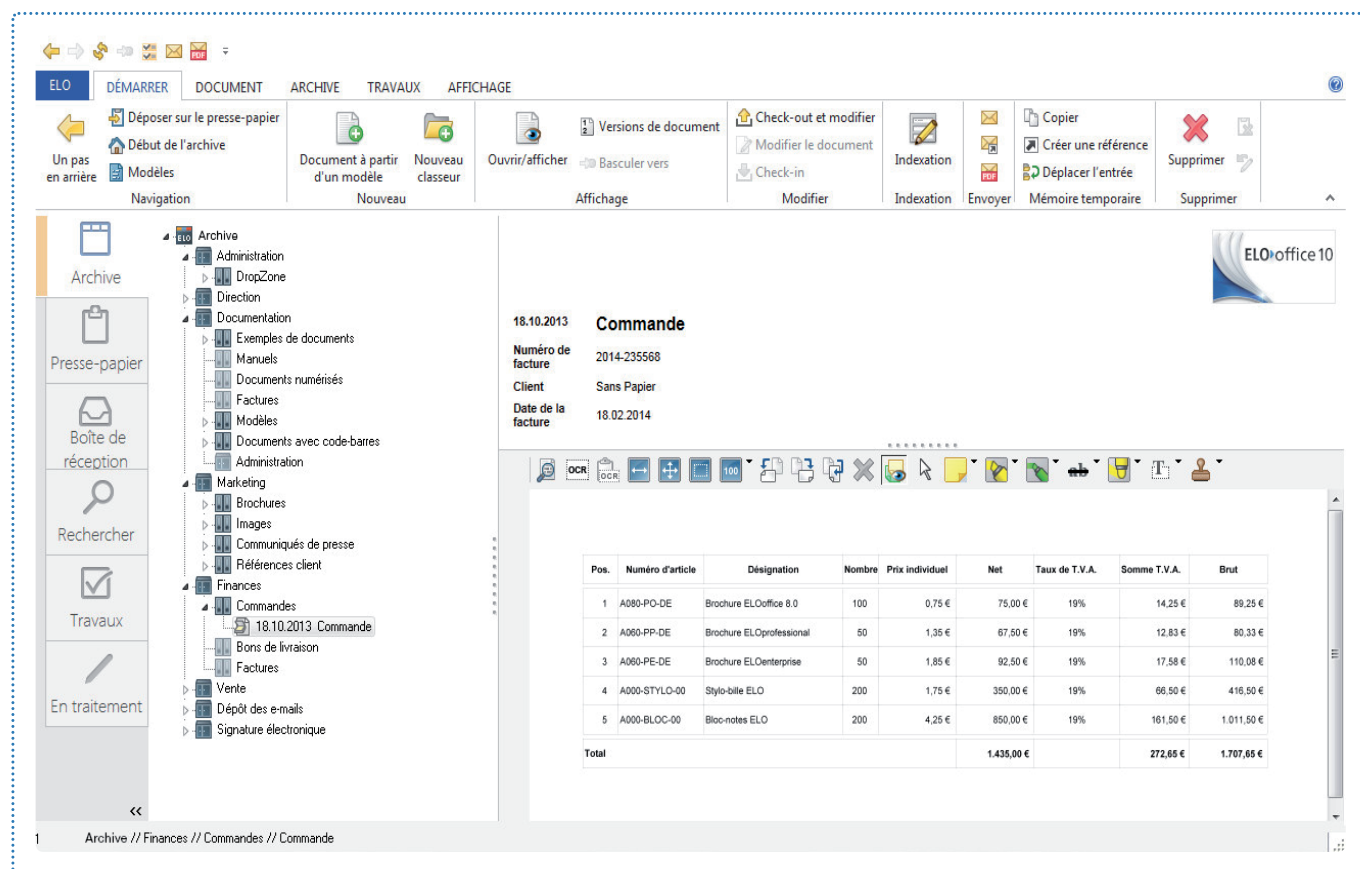 ELO DÉMARRER DOCUMENT ARCHIVE TRAVAUX AFFICHAGE
Un pas
en arrière
Déposer sur le presse-papier
Début de l'archive
Modèles
Navigation
Document à partir
d'un modèle
Nouveau
classeur
Nouveau
Ouvrir/afficher
Versions de document
Basculer vers
Affichage
Check-out et modifier
Modifier le document
Check-in
Modifier
Indexation
Indexation
PDF
Envoyer
Copier
Créer une référence
Déplacer l'entrée
Mémoire temporaire
Supprimer
Supprimer
Archive
Presse-papier
Boîte de
réception
Rechercher
Travaux
En traitement
<<
ELO Archive
Administration
DropZone
Direction
Documentation
Exemples de documents
Manuels
Documents numérisés
Factures
Modèles
Documents avec code-barres
Administration
Marketing
Brochures
Images
Communiqués de presse
Références client
Finances
Commandes
18.10.2013 Commande
Bons de livraison
Factures
Vente
Dépôt des e-mails
Signature électronique
ELO office 10
18.10.2013 Commande
Numéro de
facture
2014-235568
Client Sans Papier
Date de la
facture
18.02.2014
OCR OCR 100 ab T
Pos. Numéro d'article Désignation Nombre Prix individuel Net Taux de T.V.A. Somme T.V.A. Brut
1 A080-PO-DE Brochure ELOoffice 8.0 100 0,75 € 75,00 € 19% 14,25 € 89,25 €
2 A060-PP-DE Brochure ELOprofessional 50 1,35 € 67,50 € 19% 12,83 € 80,33 €
3 A060-PE-DE Brochure ELOenterprise 50 1,85 € 92,50 € 19% 17,58 € 110,08 €
4 A000-STYLO-00 Stylo-bille ELO 200 1,75 € 350,00 € 19% 66,50 € 416,50 €
5 A000-BLOC-00 Bloc-notes ELO 200 4,25 € 850,00 € 19% 161,50 € 1.011,50 €
Total 1.435,00 € 272,65 € 1.707,65 €
1 Archive // Finances // Commandes // Commande